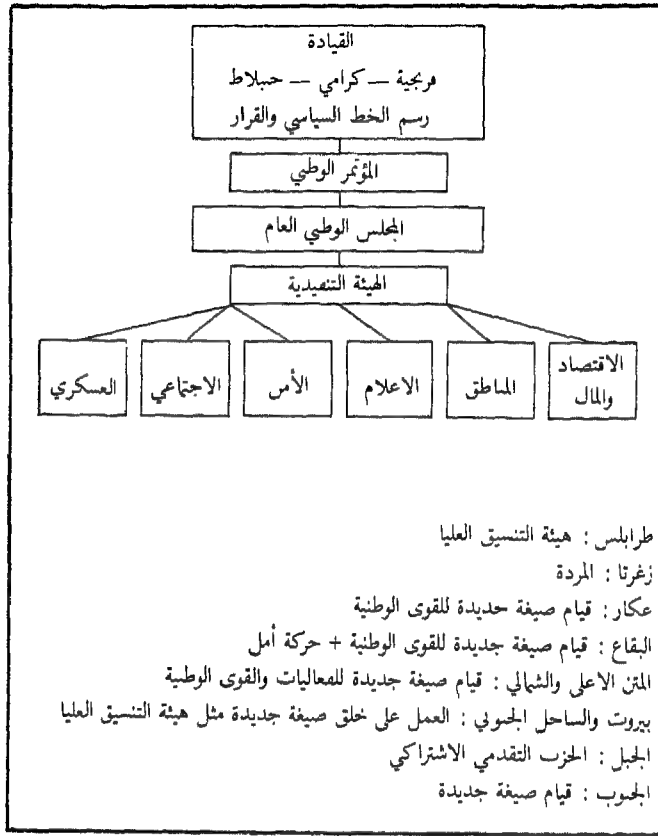 القيادة
فرنجية — كرامي — جنبلاط
رسم الخط السياسي والقرار
المؤتمر الوطني
المجلس الوطني العام
الهيئة التنفيذية
الاقتصاد
والمال
المناطق
الاعلام
الأمن
الاجتماعي
العسكري
طرابلس : هيئة التنسيق العليا
زغرتا : المردة
عكار : قيام صيغة جديدة للقوى الوطنية
البقاع : قيام صيغة جديدة للقوى الوطنية + حركة أمل
المتن الاعلى والشمالي : قيام صيغة جديدة للفعاليات والقوى الوطنية
بيروت والساحل الجنوبي : العمل على خلق صيغة جديدة مثل هيئة التنسيق العليا
الجبل : الحزب التقدمي الاشتراكي
الجنوب : قيام صيغة جديدة